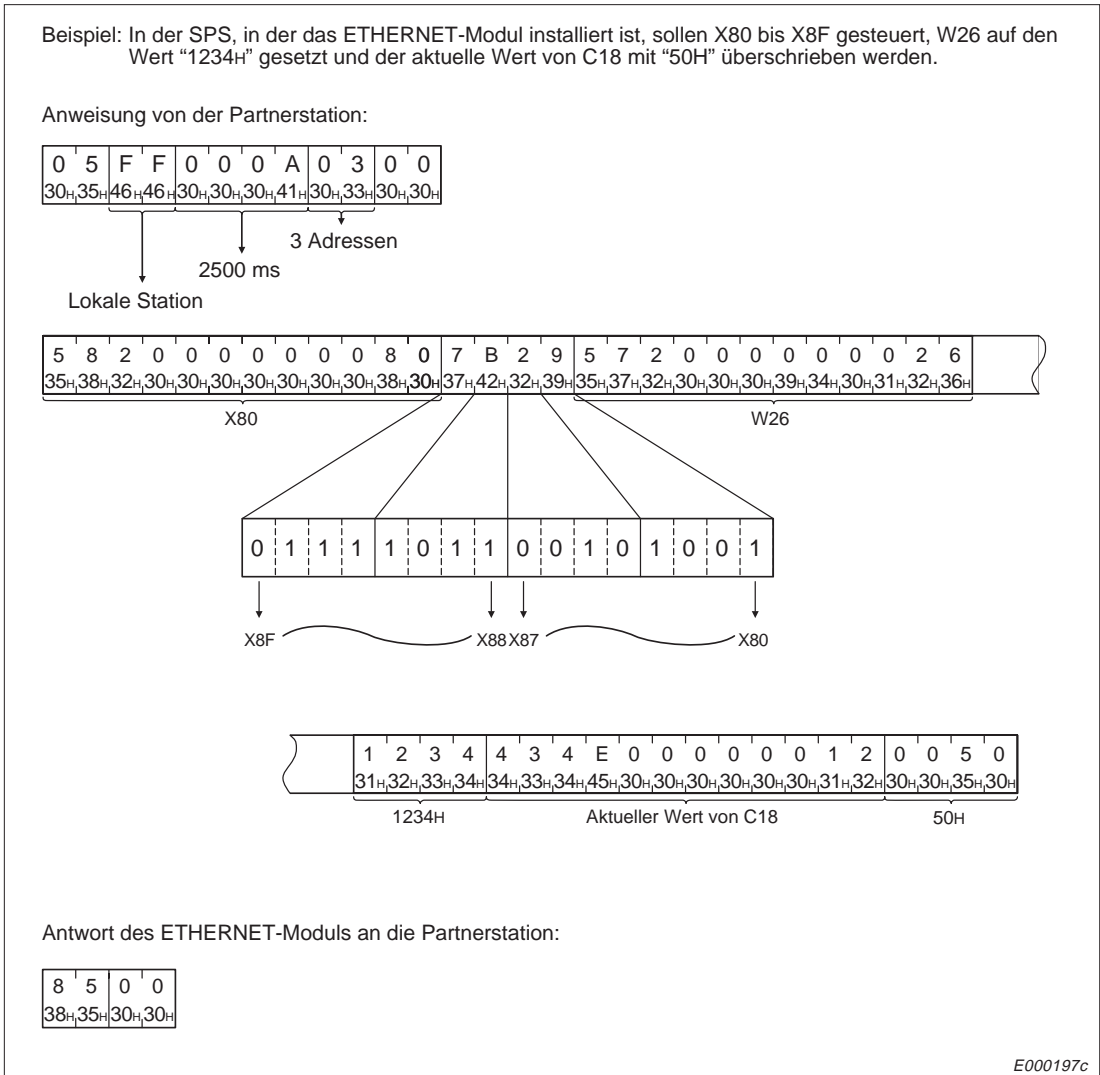 Beispiel: In der SPS, in der das ETHERNET-Modul installiert ist, sollen X80 bis X8F gesteuert, W26 auf den
Wert “1234H” gesetzt und der aktuelle Wert von C18 mit “50H” überschrieben werden.
Anweisung von der Partnerstation:
0 5 F F 0 0 0 A 0 3 0 0
30H 35H 46H 46H 30H 30H 30H 41H 30H 33H 30H 30H
3 Adressen
2500 ms
Lokale Station
5 8 2 0 0 0 0 0 0 0 8 0 7 B 2 9 5 7 2 0 0 0 0 0 0 0 2 6
35H 38H 32H 30H 30H 30H 30H 30H 30H 30H 38H 30H 37H 42H 32H 39H 35H 37H 32H 30H 30H 30H 39H 34H 30H 31H 32H 36H
X80 W26
0 1 1 1 1 0 1 1 0 0 1 0 1 0 0 1
X8F X88 X87 X80
1 2 3 4 4 3 4 E 0 0 0 0 0 0 1 2 0 0 5 0
31H 32H 33H 34H 34H 33H 34H 45H 30H 30H 30H 30H 30H 30H 31H 32H 30H 30H 35H 30H
1234H Aktueller Wert von C18 50H
Antwort des ETHERNET-Moduls an die Partnerstation:
8 5 0 0
38H 35H 30H 30H
E000197c